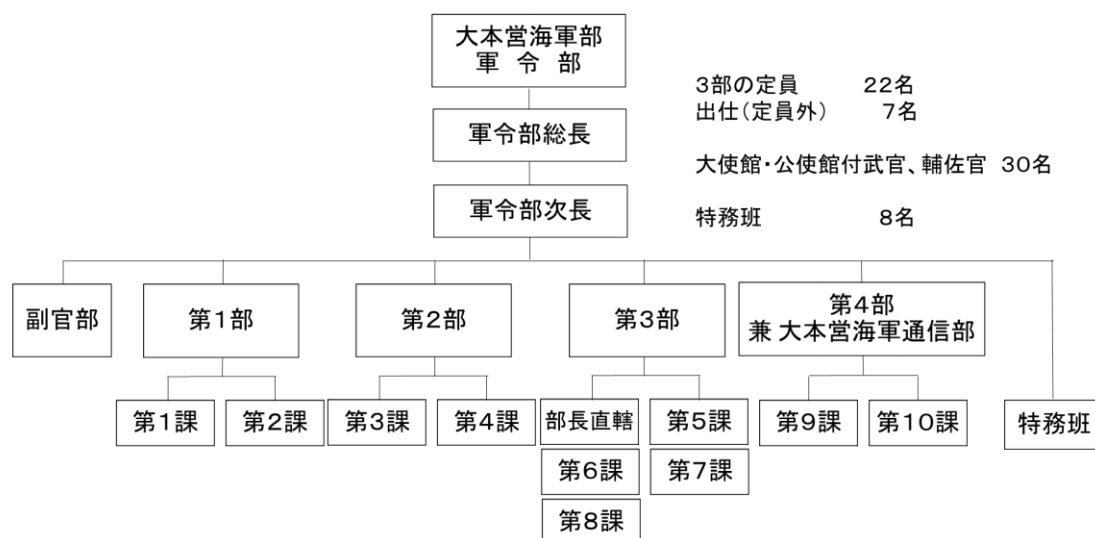 大本営海軍部
軍 令 部
3部の定員 22名
出仕(定員外) 7名
軍令部総長
大使館・公使館付武官、輔佐官 30名
軍令部次長
特務班 8名
副官部
第1部
第2部
第3部
第4部
兼 大本営海軍通信部
第1課
第2課
第3課
第4課
部長直轄
第5課
第9課
第10課
特務班
第6課
第7課
第8課